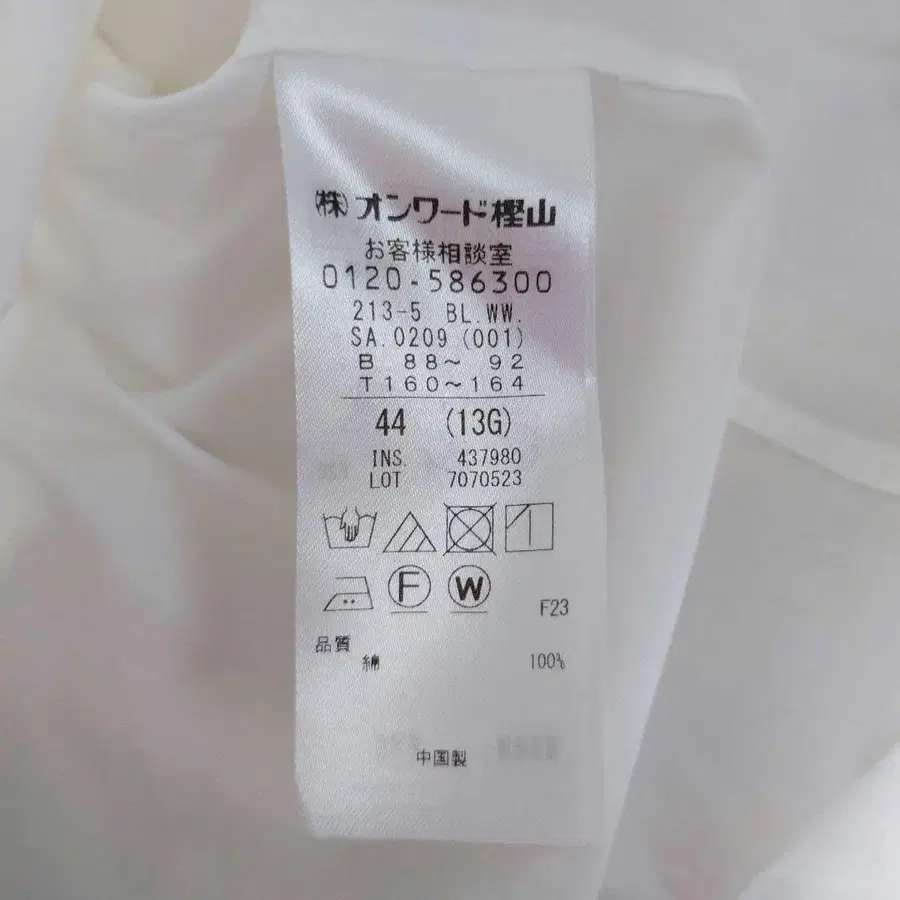 ㈱オンワード樫山
お客様相談室
0120-586300
213-5 BL.WW.
SA.0209(001)
B 88～ 92
T160～164
44 (13G)
INS. 437980
LOT 7070523
F W
F23
品質
綿 100%
中国製